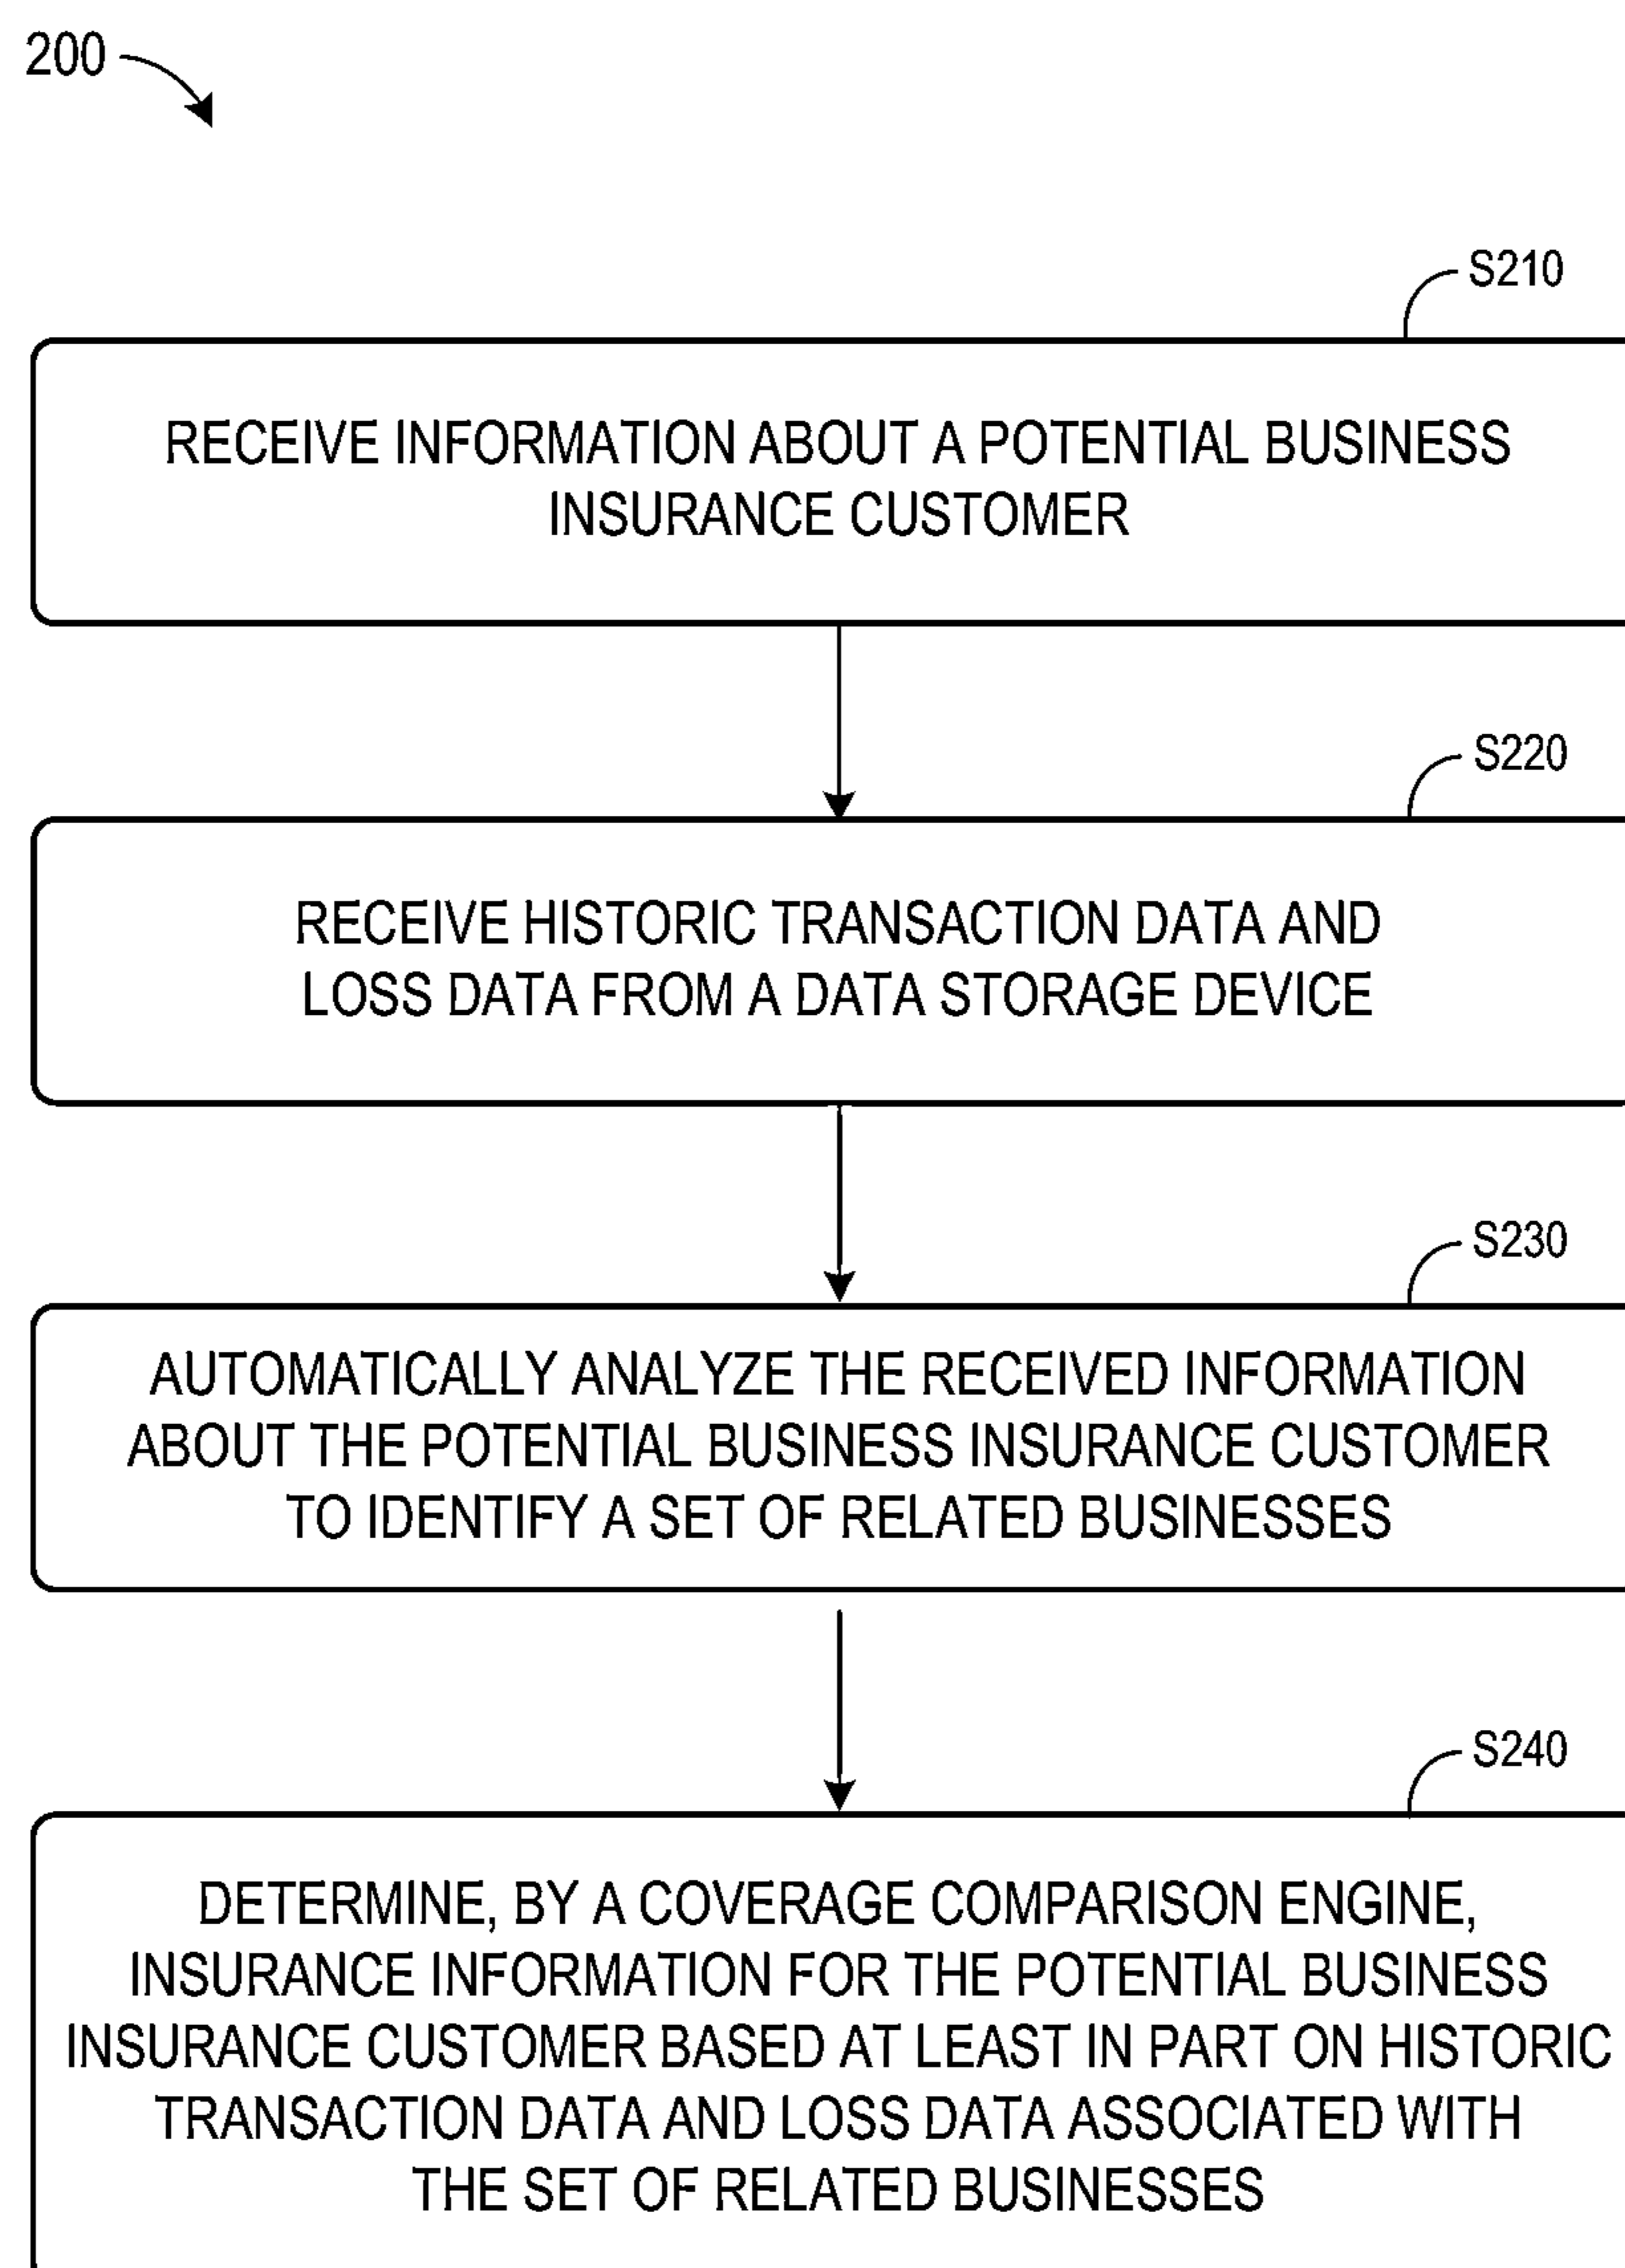 200
S210
RECEIVE INFORMATION ABOUT A POTENTIAL BUSINESS
INSURANCE CUSTOMER
S220
RECEIVE HISTORIC TRANSACTION DATA AND
LOSS DATA FROM A DATA STORAGE DEVICE
S230
AUTOMATICALLY ANALYZE THE RECEIVED INFORMATION
ABOUT THE POTENTIAL BUSINESS INSURANCE CUSTOMER
TO IDENTIFY A SET OF RELATED BUSINESSES
S240
DETERMINE, BY A COVERAGE COMPARISON ENGINE,
INSURANCE INFORMATION FOR THE POTENTIAL BUSINESS
INSURANCE CUSTOMER BASED AT LEAST IN PART ON HISTORIC
TRANSACTION DATA AND LOSS DATA ASSOCIATED WITH
THE SET OF RELATED BUSINESSES